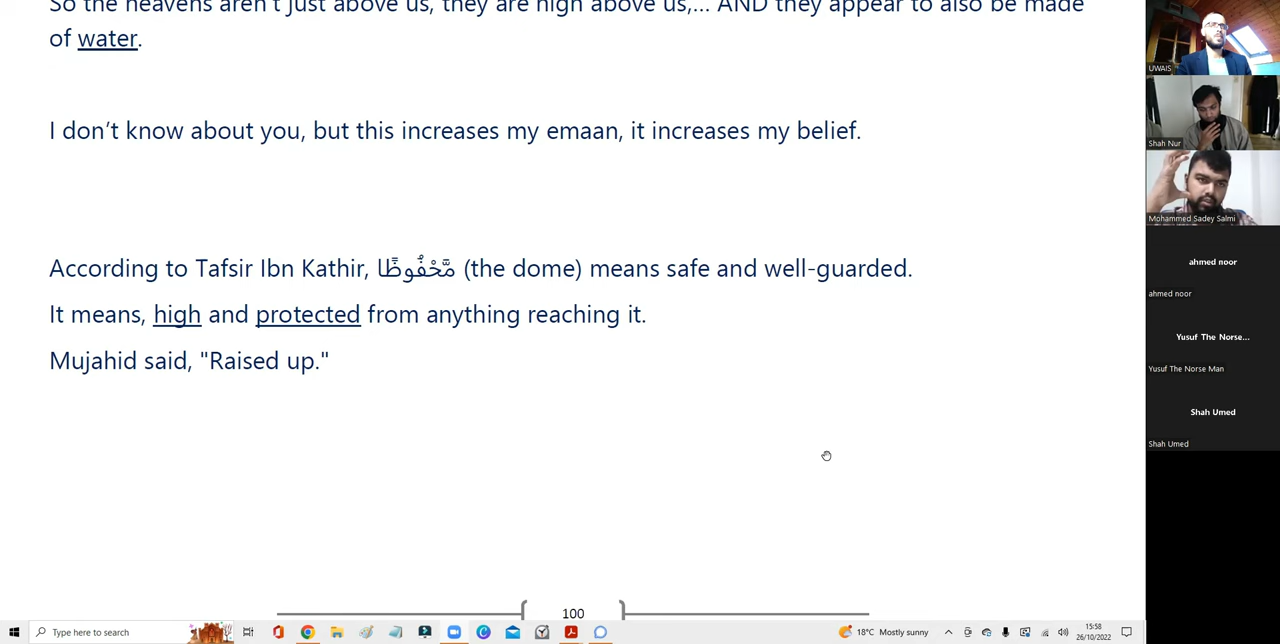 So the heavens aren't just above us, they are high above us,... AND they appear to also be made
of water.
I don't know about you, but this increases my emaan, it increases my belief.
According to Tafsir Ibn Kathir, مَّحْفُوظًا (the dome) means safe and well-guarded.
It means, high and protected from anything reaching it.
Mujahid said, "Raised up."
100
UWAIS
Shah Nur
Mohammed Sadey Salmi
ahmed noor
ahmed noor
Yusuf The Norse...
Yusuf The Norse Man
Shah Umed
Shah Umed
Type here to search
18°C Mostly sunny
15:58
26/10/2022